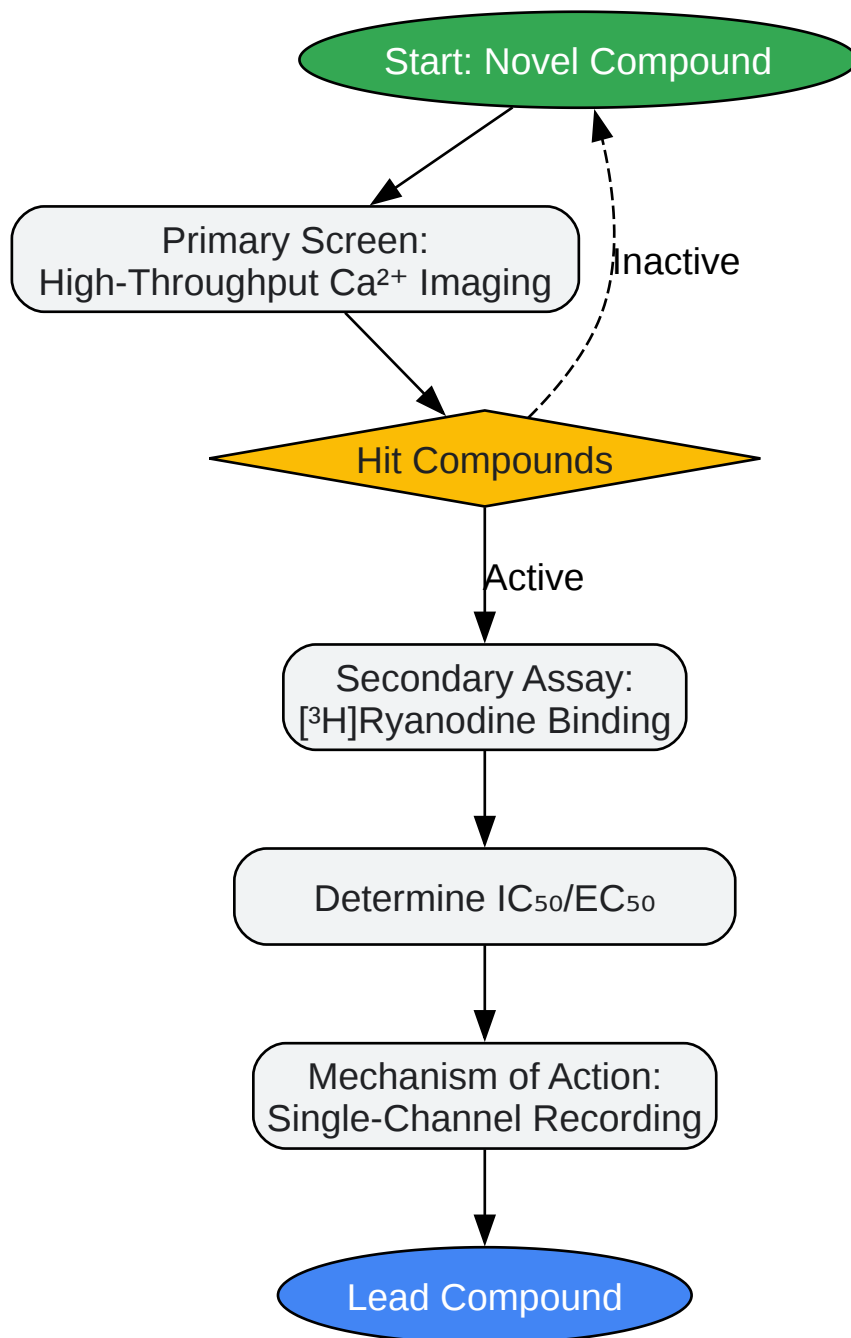 Start: Novel Compound
Primary Screen:
High-Throughput Ca²⁺ Imaging
Inactive
Hit Compounds
Active
Secondary Assay:
[³H]Ryanodine Binding
Determine IC₅₀/EC₅₀
Mechanism of Action:
Single-Channel Recording
Lead Compound